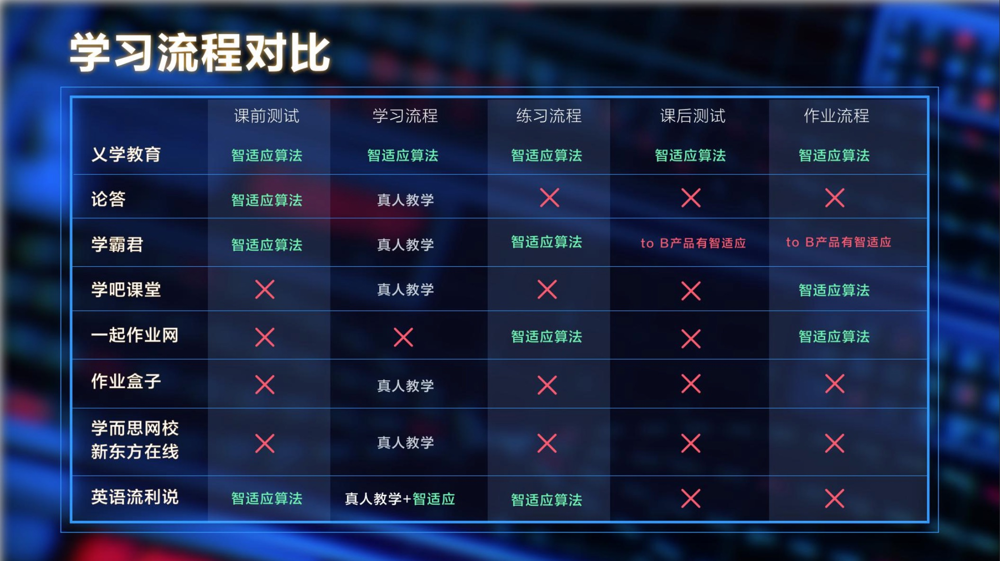 学习流程对比
课前测试 学习流程 练习流程 课后测试 作业流程
乂学教育 智适应算法 智适应算法 智适应算法 智适应算法 智适应算法
论答 智适应算法 真人教学
学霸君 智适应算法 真人教学 智适应算法 to B产品有智适应 to B产品有智适应
学吧课堂 真人教学 智适应算法
一起作业网 智适应算法 智适应算法
作业盒子 真人教学
学而思网校
新东方在线 真人教学
英语流利说 智适应算法 真人教学+智适应 智适应算法